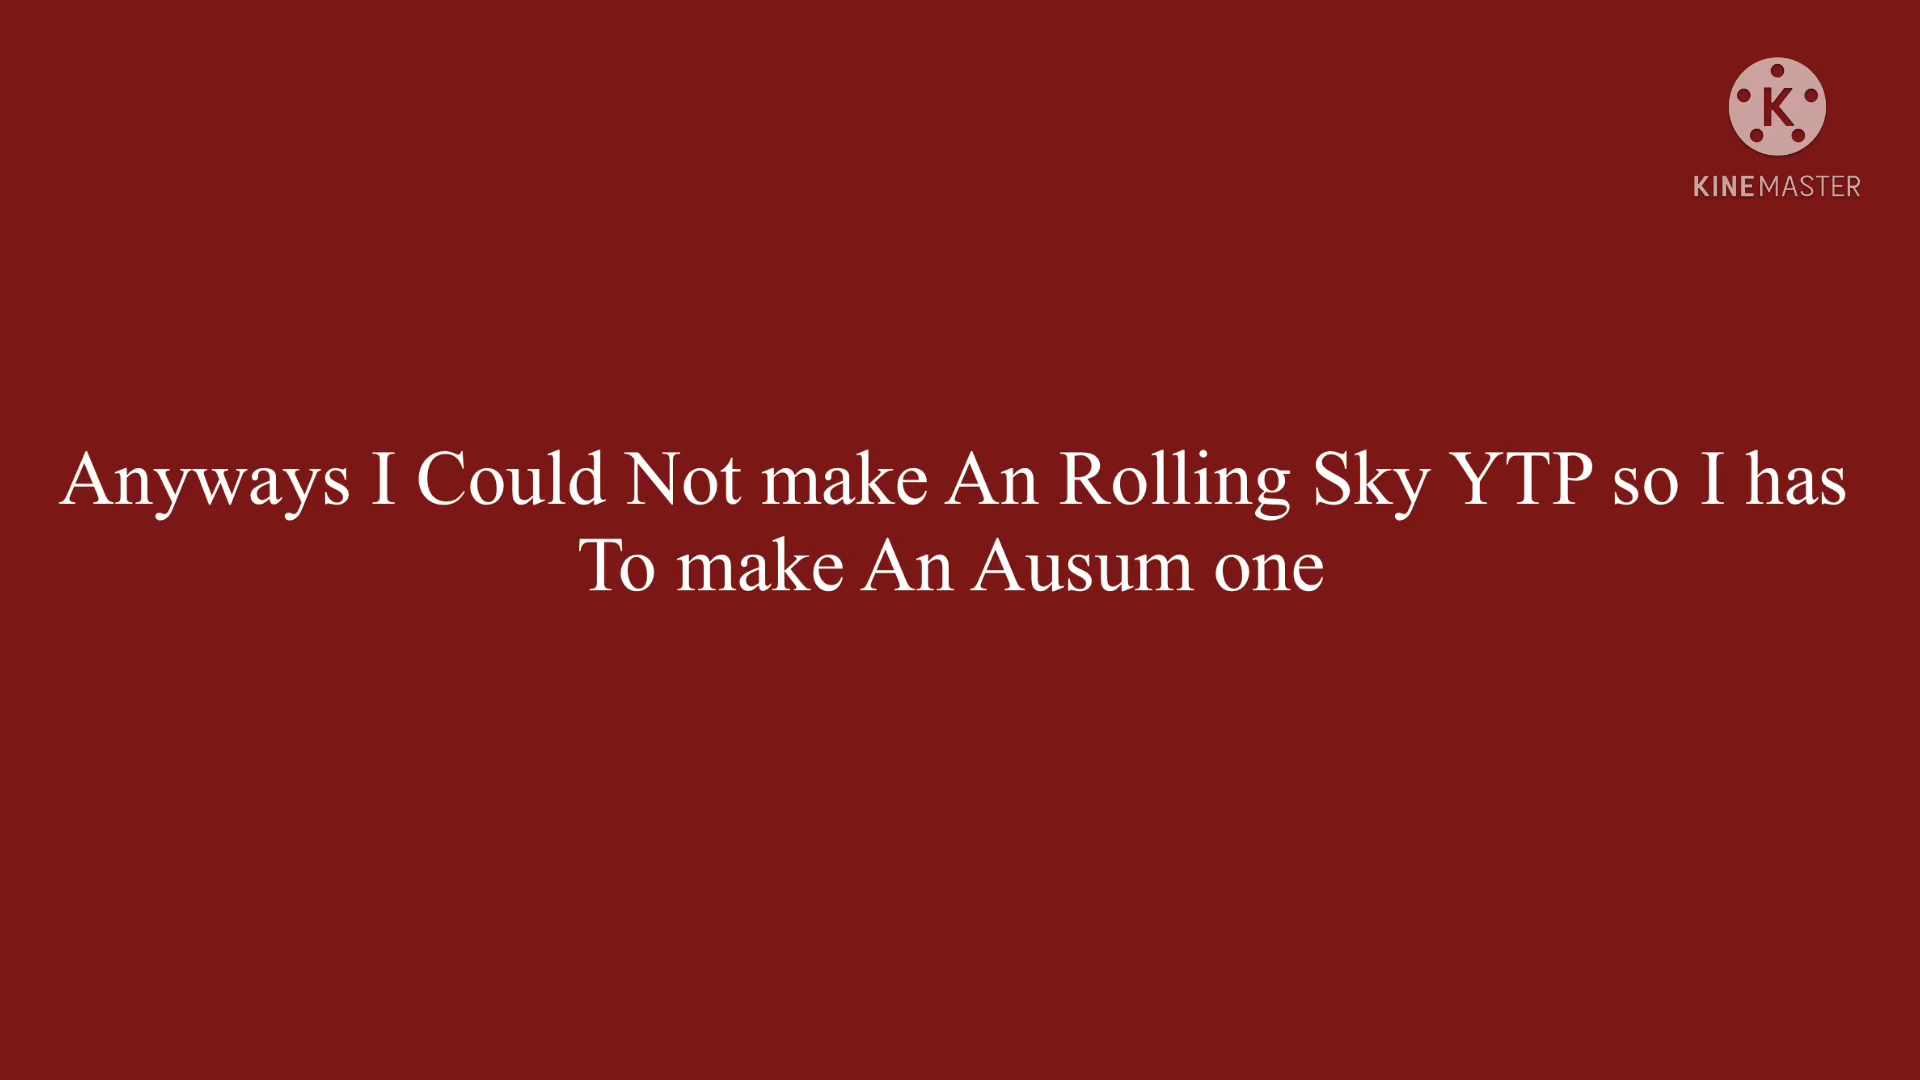 K
KINEMASTER
Anyways I Could Not make An Rolling Sky YTP so I has
To make An Ausum one